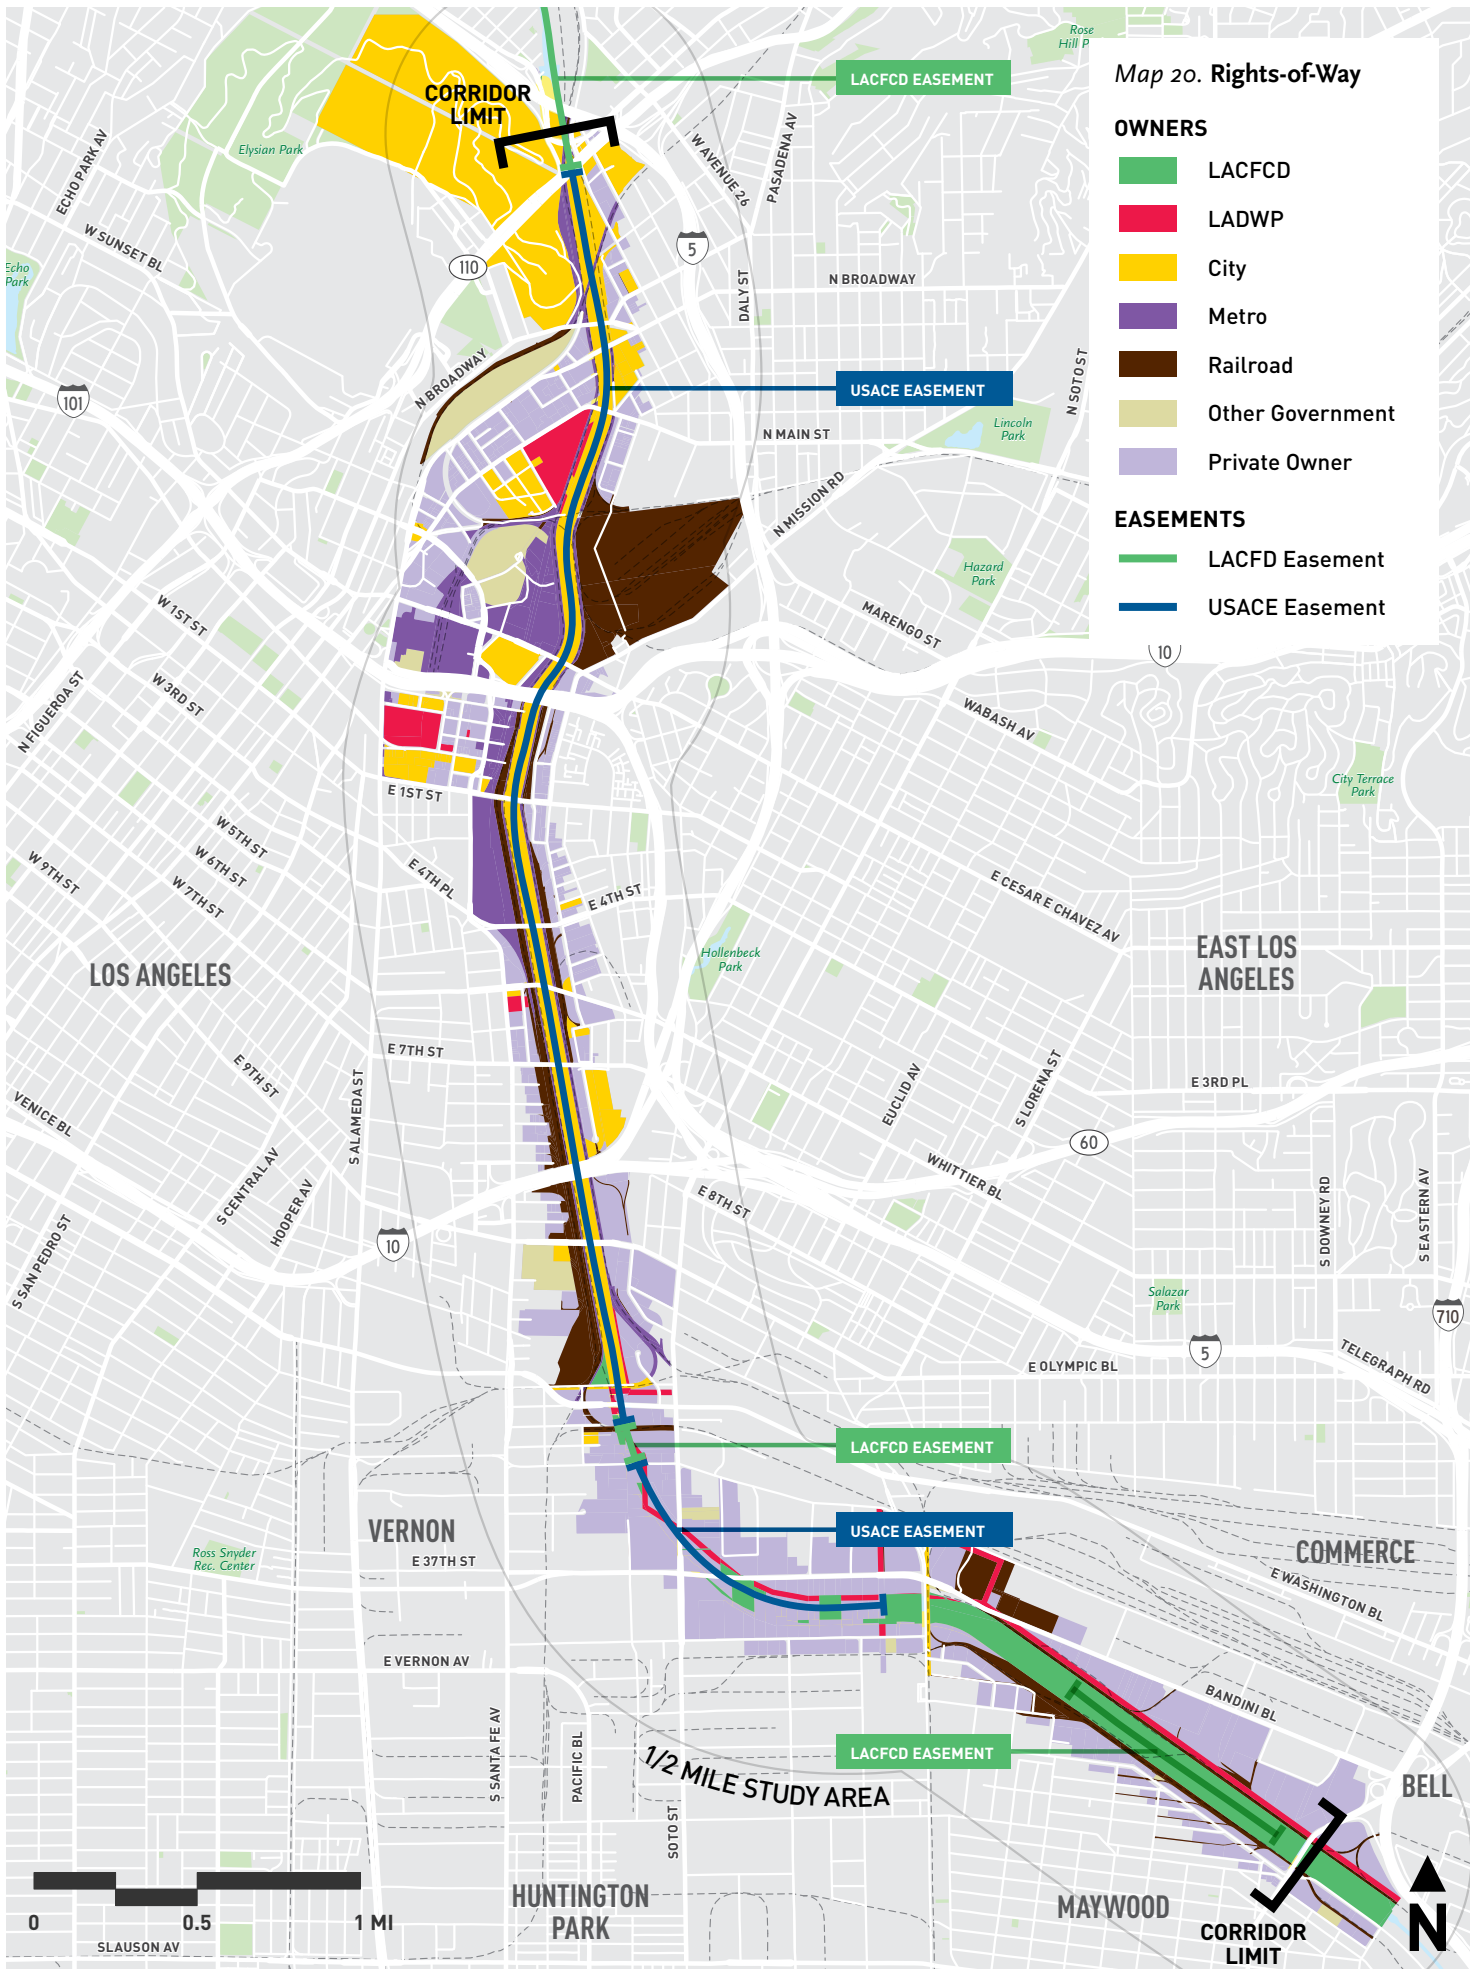 Map 20. Rights-of-Way
OWNERS
LACFCD
LADWP
City
Metro
Railroad
Other Government
Private Owner
EASEMENTS
LACFD Easement
USACE Easement
Rose
Hill P
LACFCD EASEMENT
CORRIDOR
LIMIT
Elysian Park
ECHO PARK AV
W SUNSET BL
Echo
Park
W AVENUE 26
PASADENA AV
5
110
DALY ST
N BROADWAY
N BROADWAY
USACE EASEMENT
N SOTO ST
101
N MAIN ST
Lincoln
Park
N MISSION RD
Hazard
Park
MARENGO ST
10
W 1ST ST
W 3RD ST
N FIGUEROA ST
WABASH AV
City Terrace
Park
E 1ST ST
W 5TH ST
W 6TH ST
W 7TH ST
W 9TH ST
E 4TH PL
E 4TH ST
E CESAR E CHAVEZ AV
Hollenbeck
Park
LOS ANGELES
EAST LOS
ANGELES
E 7TH ST
E 9TH ST
S ALAMEDA ST
VENICE BL
EUCLID AV
S LORENA ST
E 3RD PL
60
S CENTRAL AV
HOOPER AV
WHITTIER BL
E 8TH ST
S DOWNEY RD
S EASTERN AV
S SAN PEDRO ST
10
Salazar
Park
710
5
E OLYMPIC BL
TELEGRAPH RD
LACFCD EASEMENT
USACE EASEMENT
VERNON
E 37TH ST
Ross Snyder
Rec. Center
COMMERCE
E WASHINGTON BL
E VERNON AV
BANDINI BL
S SANTA FE AV
PACIFIC BL
LACFCD EASEMENT
1/2 MILE STUDY AREA
SOTO ST
BELL
HUNTINGTON
PARK
MAYWOOD
CORRIDOR
LIMIT
N
0 0.5 1 MI
SLAUSON AV